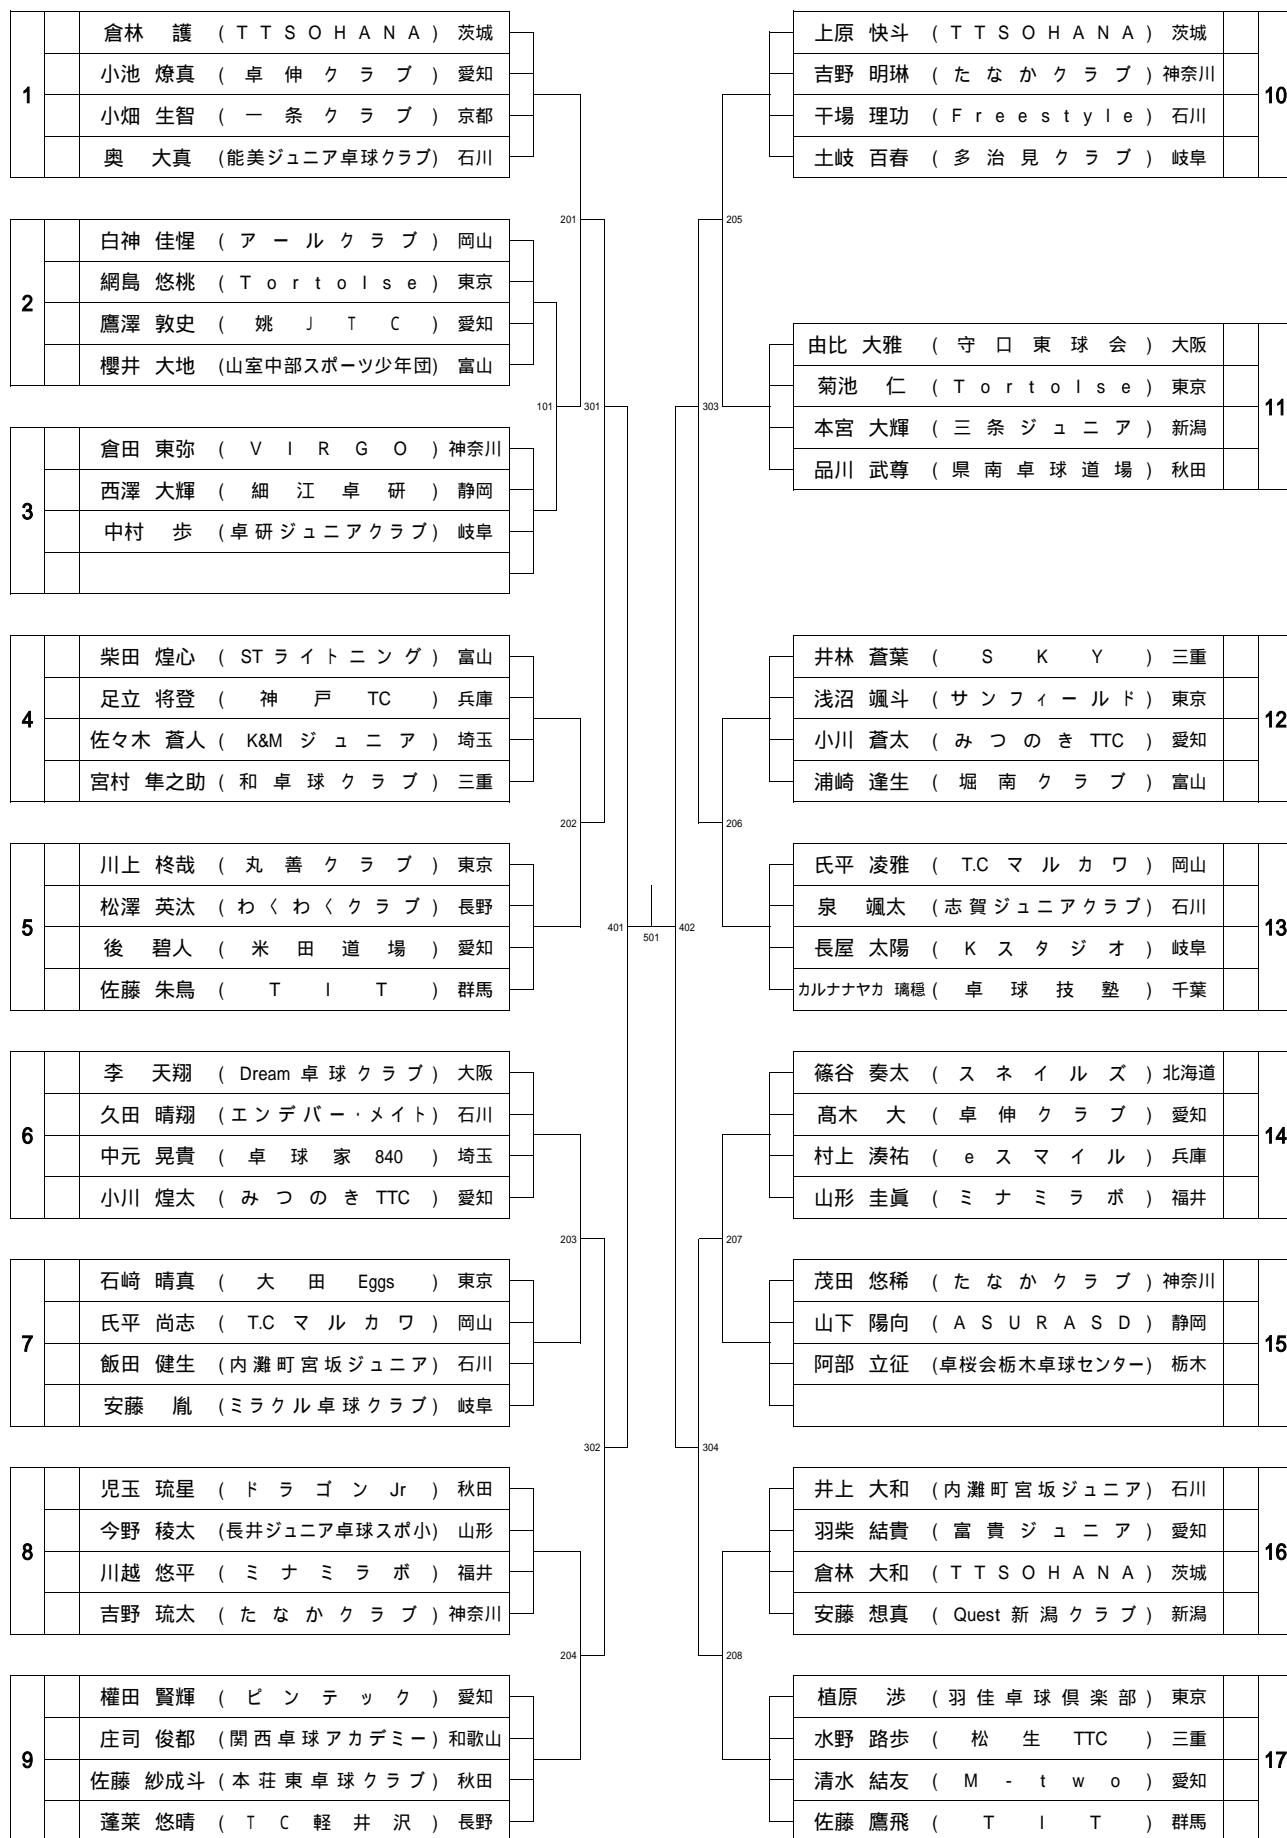 1
倉林 護 (TTSOHANA) 茨城
小池 燎真 (卓伸クラブ) 愛知
小畑 生智 (一条クラブ) 京都
奥 大真 (能美ジュニア卓球クラブ) 石川
201
2
白神 佳惺 (アールクラブ) 岡山
網島 悠桃 (Tortolse) 東京
鷹澤 敦史 (姚JTC) 愛知
櫻井 大地 (山室中部スポーツ少年団) 富山
101
301
3
倉田 東弥 (VIRGO) 神奈川
西澤 大輝 (細江卓研) 静岡
中村 歩 (卓研ジュニアクラブ) 岐阜
4
柴田 煌心 (STライトニング) 富山
足立 将登 (神戸TC) 兵庫
佐々木 蒼人 (K&Mジュニア) 埼玉
宮村 隼之助 (和卓球クラブ) 三重
202
5
川上 柊哉 (丸善クラブ) 東京
松澤 英汰 (わくわくクラブ) 長野
後 碧人 (米田道場) 愛知
佐藤 朱鳥 (TIT) 群馬
401
501
402
6
李 天翔 (Dream卓球クラブ) 大阪
久田 晴翔 (エンデバー・メイト) 石川
中元 晃貴 (卓球家840) 埼玉
小川 煌太 (みつのきTTC) 愛知
203
7
石﨑 晴真 (大田Eggs) 東京
氏平 尚志 (T.Cマルカワ) 岡山
飯田 健生 (内灘町宮坂ジュニア) 石川
安藤 胤 (ミラクル卓球クラブ) 岐阜
302
8
児玉 琉星 (ドラゴンJr) 秋田
今野 稜太 (長井ジュニア卓球スポ小) 山形
川越 悠平 (ミナミラボ) 福井
吉野 琉太 (たなかクラブ) 神奈川
204
9
權田 賢輝 (ピンテック) 愛知
庄司 俊都 (関西卓球アカデミー) 和歌山
佐藤 紗成斗 (本荘東卓球クラブ) 秋田
蓬莱 悠晴 (TC軽井沢) 長野
上原 快斗 (TTSOHANA) 茨城
吉野 明琳 (たなかクラブ) 神奈川
干場 理功 (Freestyle) 石川
土岐 百春 (多治見クラブ) 岐阜
10
205
由比 大雅 (守口東球会) 大阪
菊池 仁 (Tortolse) 東京
本宮 大輝 (三条ジュニア) 新潟
品川 武尊 (県南卓球道場) 秋田
11
303
井林 蒼葉 (SKY) 三重
浅沼 颯斗 (サンフィールド) 東京
小川 蒼太 (みつのきTTC) 愛知
浦崎 逢生 (堀南クラブ) 富山
12
206
氏平 凌雅 (T.Cマルカワ) 岡山
泉 颯太 (志賀ジュニアクラブ) 石川
長屋 太陽 (Kスタジオ) 岐阜
カルナナヤカ 璃穏 (卓球技塾) 千葉
13
篠谷 奏太 (スネイルズ) 北海道
髙木 大 (卓伸クラブ) 愛知
村上 湊祐 (eスマイル) 兵庫
山形 圭眞 (ミナミラボ) 福井
14
207
茂田 悠稀 (たなかクラブ) 神奈川
山下 陽向 (ASURASD) 静岡
阿部 立征 (卓桜会栃木卓球センター) 栃木
15
304
井上 大和 (内灘町宮坂ジュニア) 石川
羽柴 結貴 (富貴ジュニア) 愛知
倉林 大和 (TTSOHANA) 茨城
安藤 想真 (Quest新潟クラブ) 新潟
16
208
植原 渉 (羽佳卓球倶楽部) 東京
水野 路歩 (松生TTC) 三重
清水 結友 (M-two) 愛知
佐藤 鷹飛 (TIT) 群馬
17